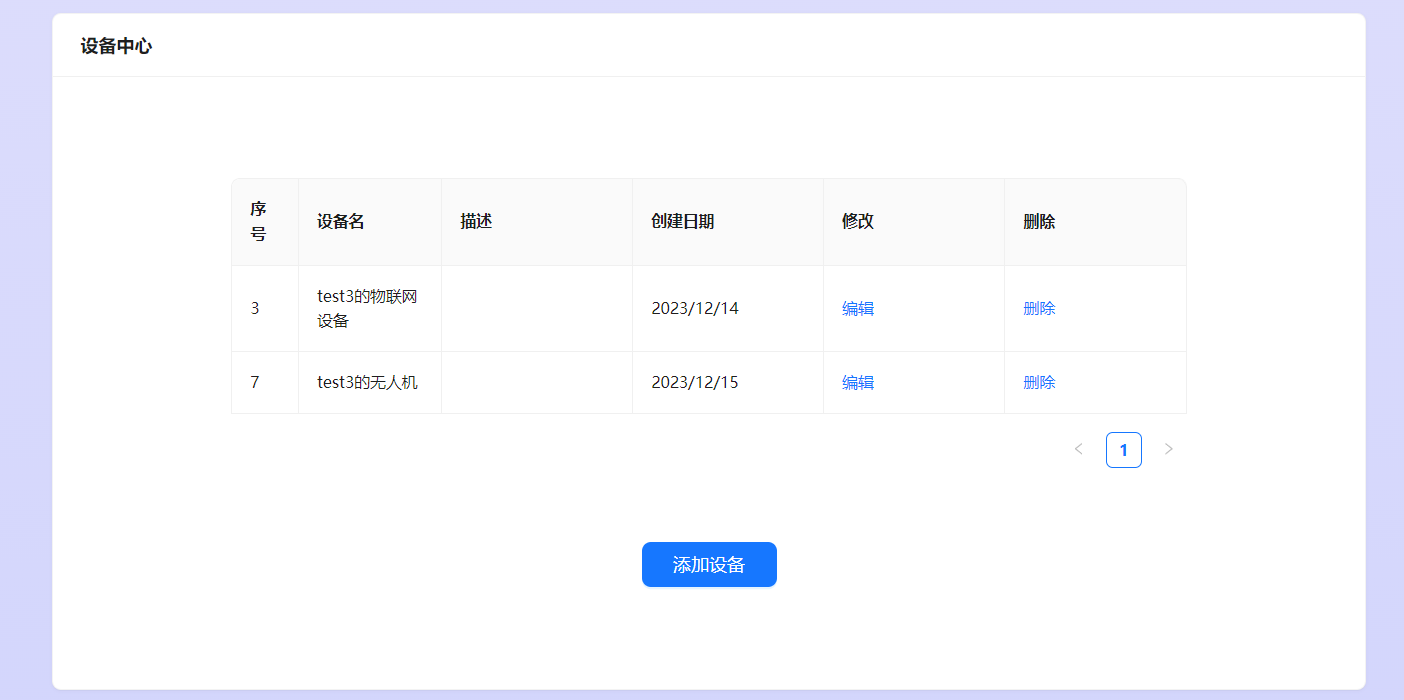 设备中心
序
号
设备名
描述
创建日期
修改
删除
3
test3的物联网
设备
2023/12/14
编辑
删除
7
test3的无人机
2023/12/15
编辑
删除
1
添加设备